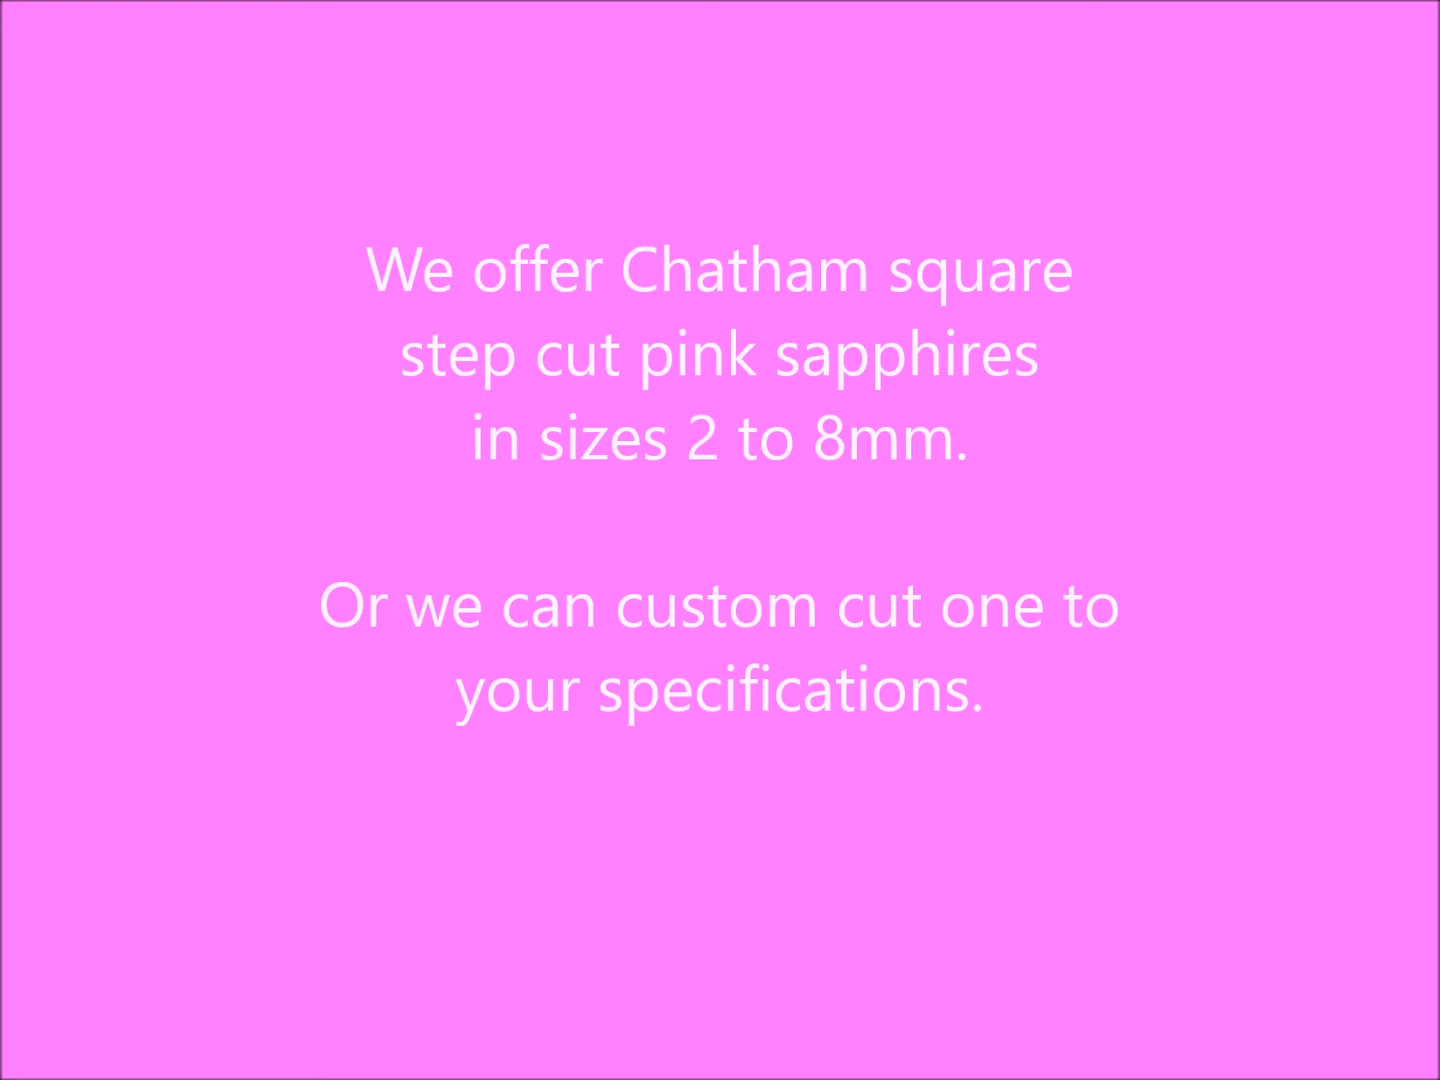 We offer Chatham square
step cut pink sapphires
in sizes 2 to 8mm.
Or we can custom cut one to
your specifications.